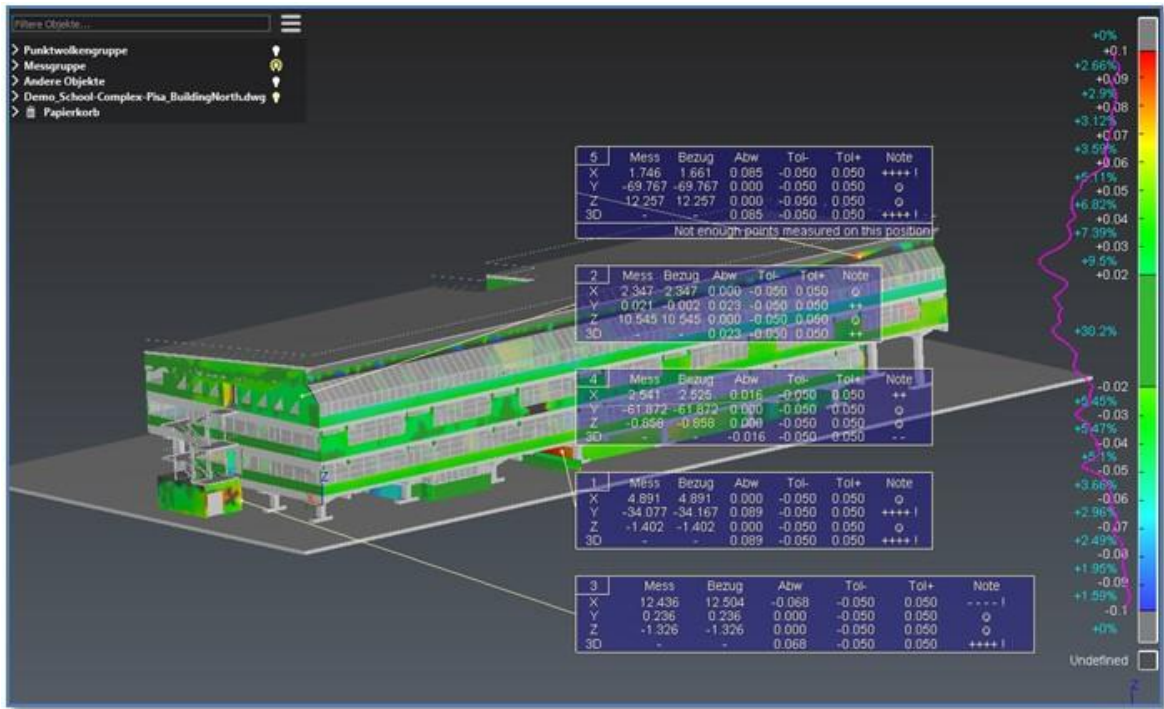 Filtere Objekte...
Punktwolkengruppe
Messgruppe
Andere Objekte
Demo_School-Complex-Pisa_BuildingNorth.dwg
Papierkorb
5 Mess Bezug Abw Tol- Tol+ Note
X 1.746 1.661 0.085 -0.050 0.050 ++++ !
Y -69.767 -69.767 0.000 -0.050 0.050
Z 12.257 12.257 0.000 -0.050 0.050
3D - - 0.085 -0.050 0.050 ++++ !
Not enough points measured on this position
2 Mess Bezug Abw Tol- Tol+ Note
X 2.347 2.347 0.000 -0.050 0.050
Y 0.021 -0.002 0.023 -0.050 0.050 ++
Z 10.545 10.545 0.000 -0.050 0.050
3D - - 0.023 -0.050 0.050 ++
4 Mess Bezug Abw Tol- Tol+ Note
X 2.541 2.525 0.016 -0.050 0.050 ++
Y -61.872 -61.872 0.000 -0.050 0.050
Z -0.858 -0.858 0.000 -0.050 0.050
3D - - -0.016 -0.050 0.050 - -
1 Mess Bezug Abw Tol- Tol+ Note
X 4.891 4.891 0.000 -0.050 0.050
Y -34.077 -34.167 0.089 -0.050 0.050 ++++ !
Z -1.402 -1.402 0.000 -0.050 0.050
3D - - 0.089 -0.050 0.050 ++++ !
3 Mess Bezug Abw Tol- Tol+ Note
X 12.436 12.504 -0.068 -0.050 0.050 - - - - !
Y 0.236 0.236 0.000 -0.050 0.050
Z -1.326 -1.326 0.000 -0.050 0.050
3D - - 0.068 -0.050 0.050 ++++ !
Z
+0%
+0.1
+2.66%
+0.09
+2.9%
+0.08
+3.12%
+0.07
+3.59%
+0.06
+5.11%
+0.05
+6.82%
+0.04
+7.39%
+0.03
+9.5%
+0.02
+30.2%
-0.02
+5.45%
-0.03
+5.47%
-0.04
+5.1%
-0.05
+3.66%
-0.06
+2.96%
-0.07
+2.49%
-0.08
+1.95%
-0.09
+1.59%
-0.1
+0%
Undefined
Z